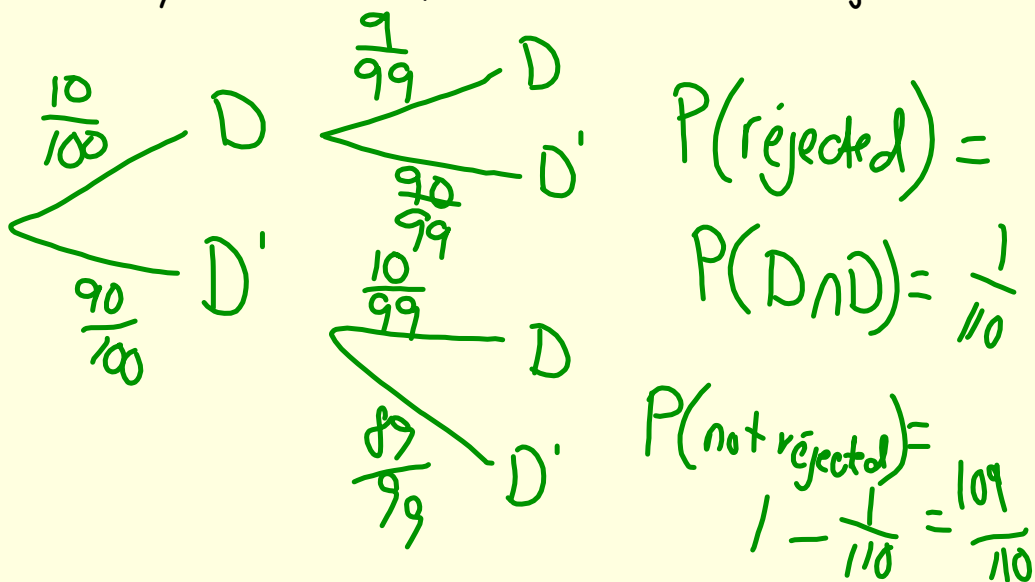 9/99 D
10/100 D
D'
90/99
P(rejected) =
10/99
P(D∩D) = 1/110
90/100 D'
D
89/99 D'
P(not rejected) =
1 - 1/110 = 109/110